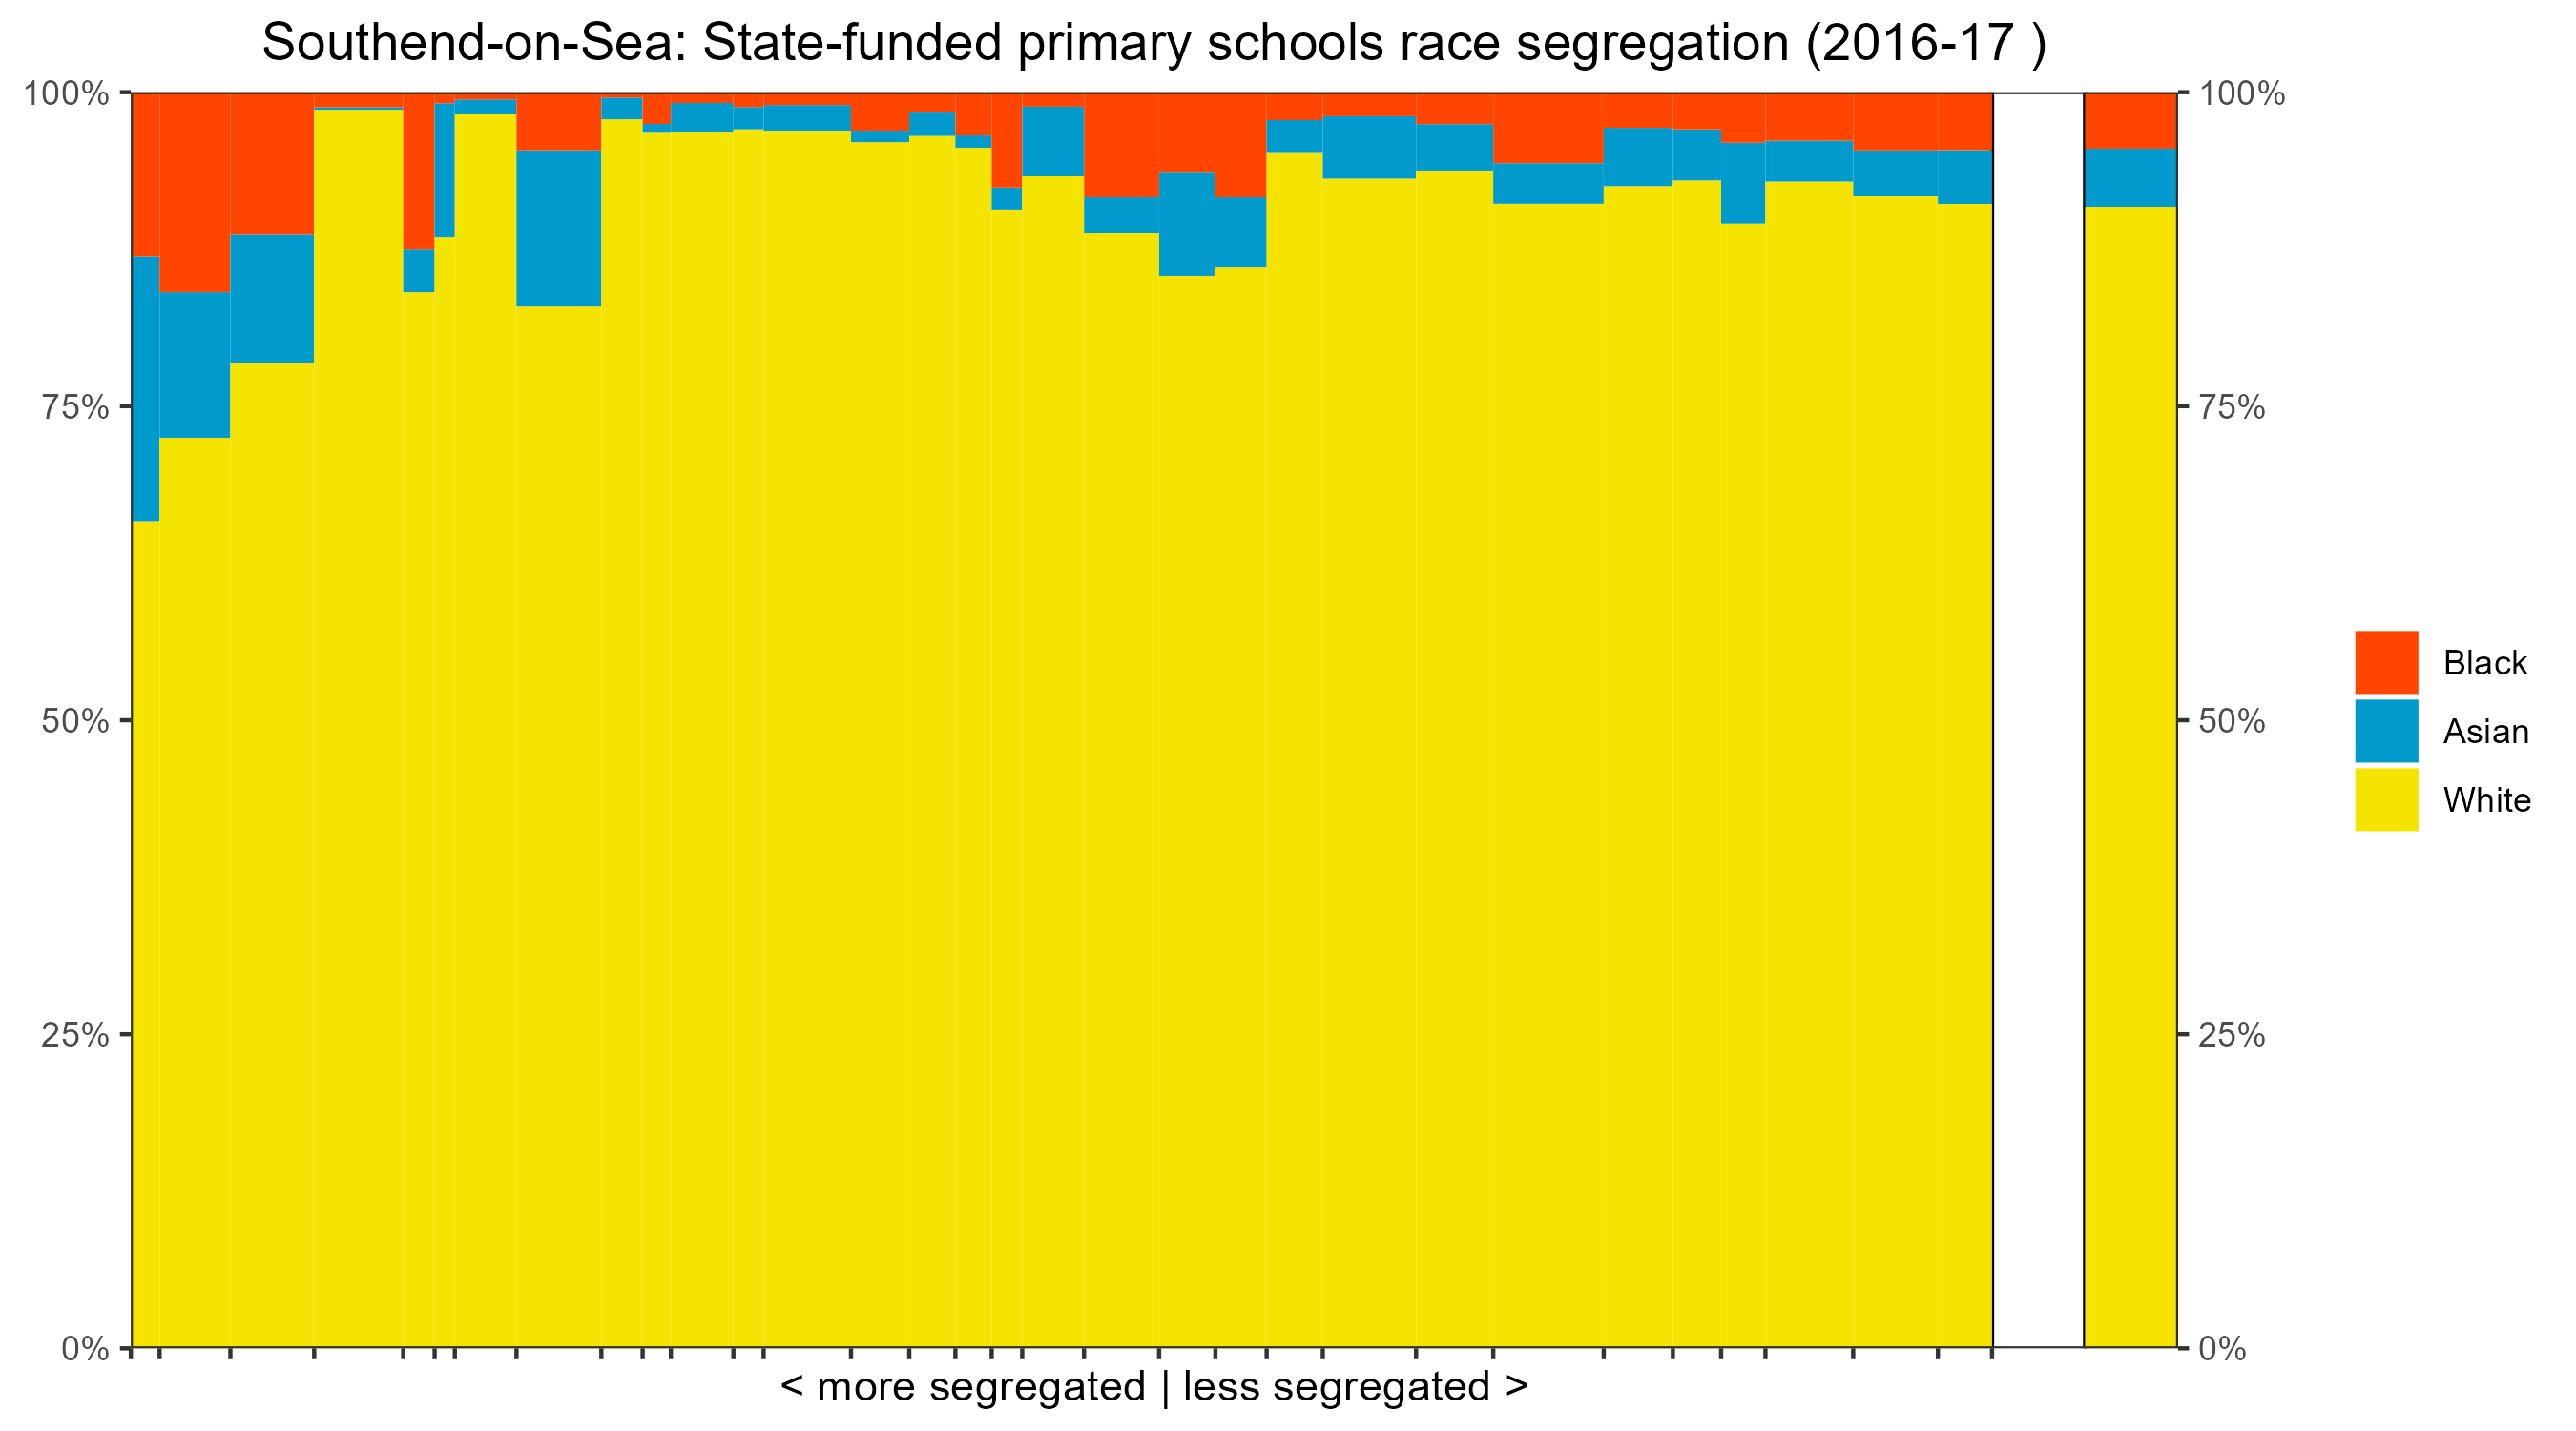 Southend-on-Sea: State-funded primary schools race segregation (2016-17 )
100%
75%
50%
25%
0%
100%
75%
50%
25%
0%
Black
Asian
White
< more segregated | less segregated >